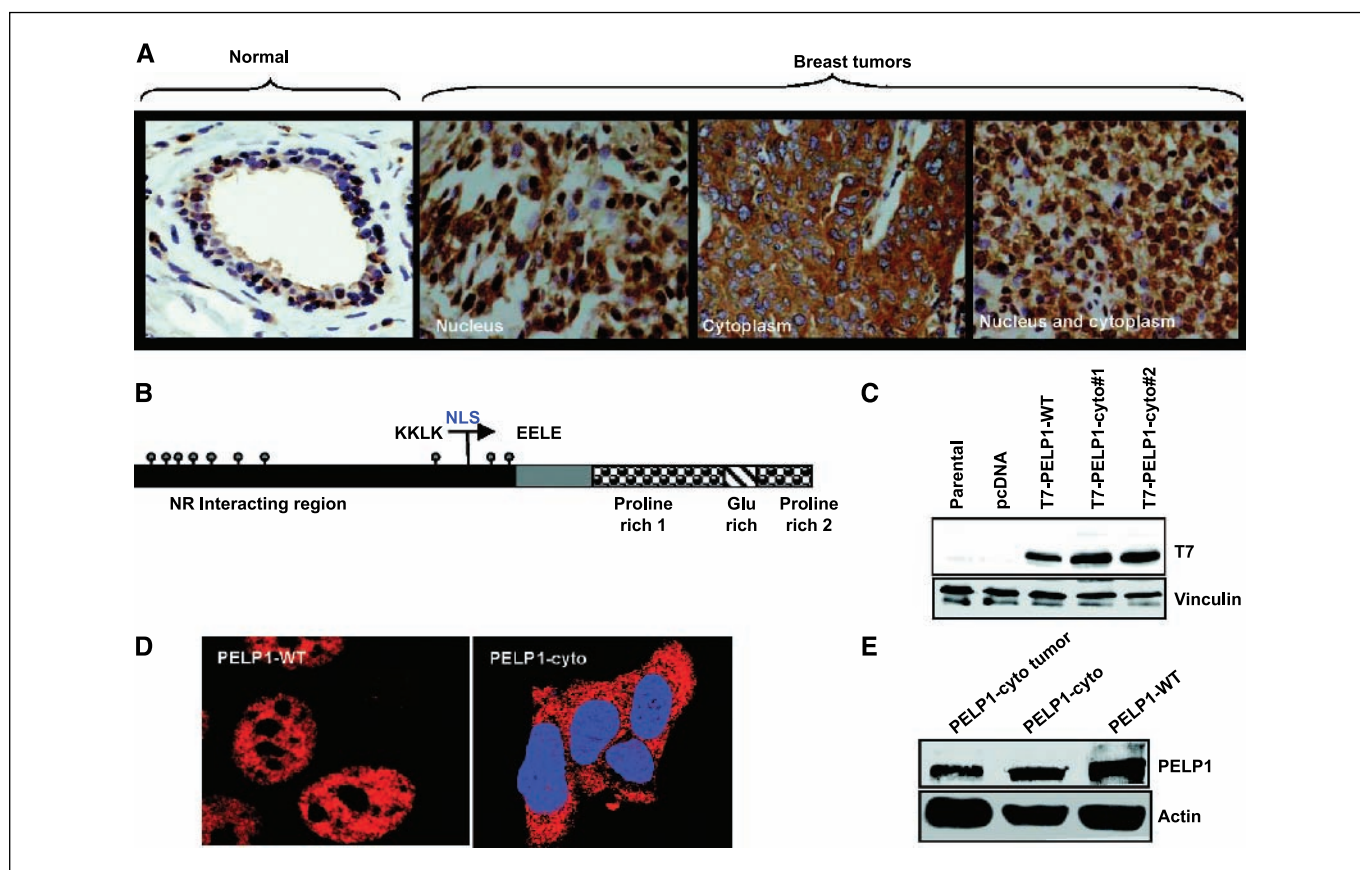 A
Normal
Breast tumors
Nucleus
Cytoplasm
Nucleus and cytoplasm
B
KKLK
NLS
EELE
NR Interacting region
Proline
rich 1
Glu
rich
Proline
rich 2
C
Parental
pcDNA
T7-PELP1-WT
T7-PELP1-cyto#1
T7-PELP1-cyto#2
T7
Vinculin
D
PELP1-WT
PELP1-cyto
E
PELP1-cyto tumor
PELP1-cyto
PELP1-WT
PELP1
Actin